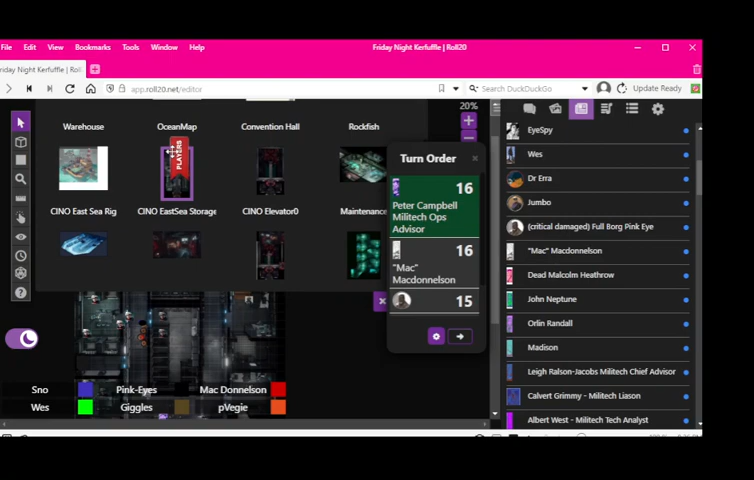 File Edit View Bookmarks Tools Window Help
Friday Night Kerfuffle | Roll20
riday Night Kerfuffle | Roll
app.roll20.net/editor
Search DuckDuckGo
Update Ready
20%
Warehouse
OceanMap
Convention Hall
Rockfish
PLAYERS
CINO East Sea Rig
CINO EastSea Storage
CINO Elevator0
Maintenance
Turn Order
16
Peter Campbell
Militech Ops
Advisor
16
"Mac"
Macdonnelson
15
EyeSpy
Wes
Dr Erra
Jumbo
(critical damaged) Full Borg Pink Eye
"Mac" Macdonnelson
Dead Malcolm Heathrow
John Neptune
Orlin Randall
Madison
Leigh Ralson-Jacobs Militech Chief Advisor
Calvert Grimmy - Militech Liason
Albert West - Militech Tech Analyst
Sno
Pink-Eyes
Mac Donnelson
Wes
Giggles
pVegie